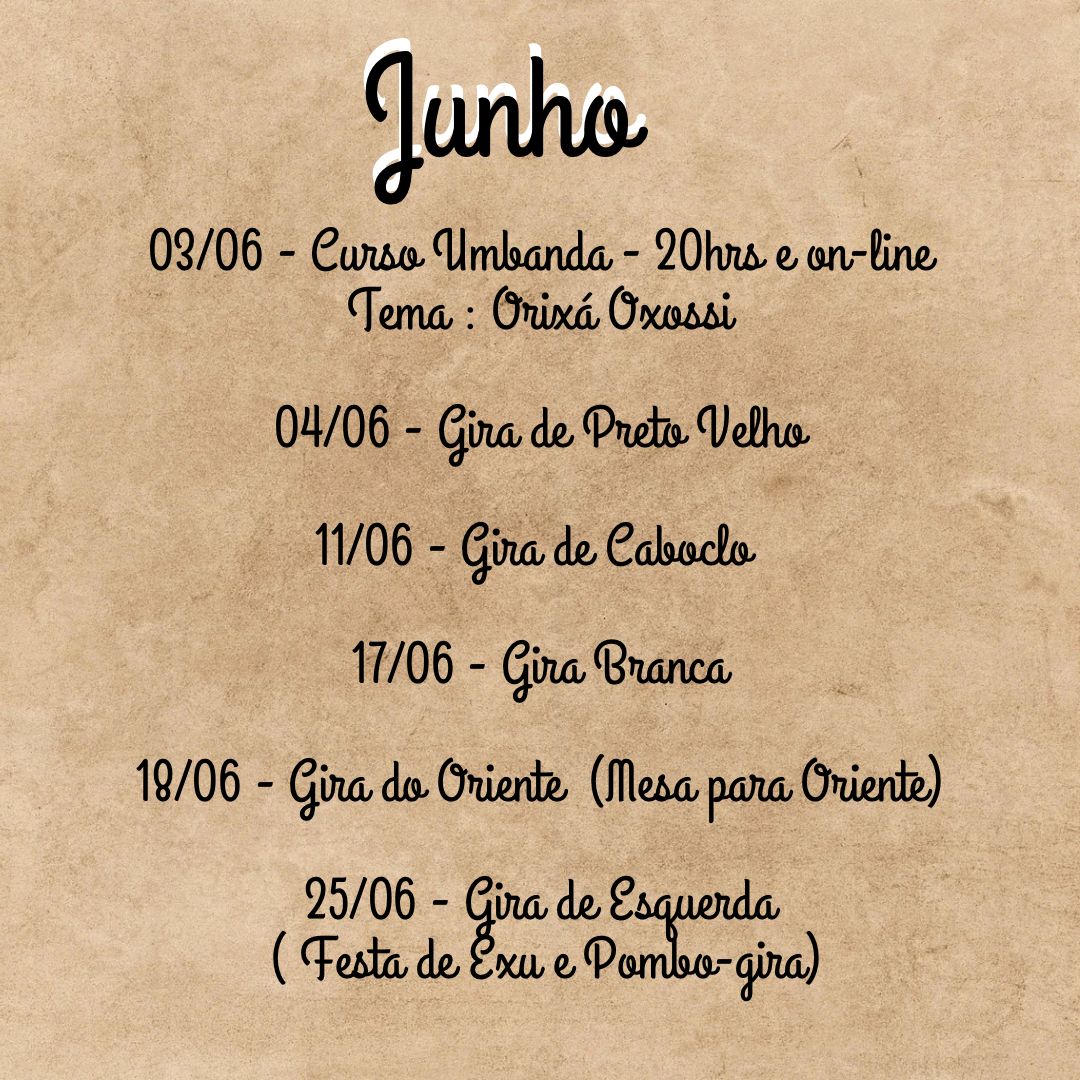 Junho
03/06 - Curso Umbanda - 20hrs e on-line
Tema : Orixá Oxossi
04/06 - Gira de Preto Velho
11/06 - Gira de Caboclo
17/06 - Gira Branca
18/06 - Gira do Oriente (Mesa para Oriente)
25/06 - Gira de Esquerda
( Festa de Exu e Pombo-gira)